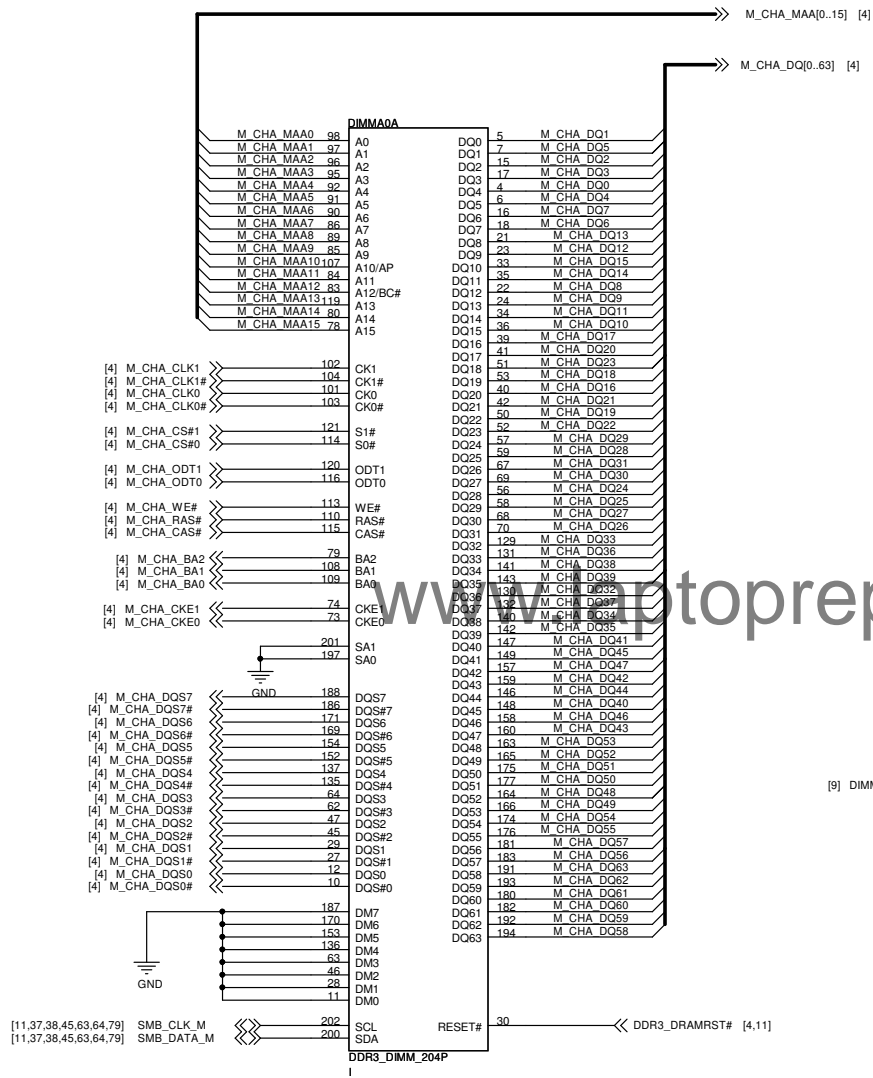 M_CHA_MAA[0..15] [4]
M_CHA_DQ[0..63] [4]
DIMMA0A
M_CHA_MAA0 98 A0
M_CHA_MAA1 97 A1
M_CHA_MAA2 96 A2
M_CHA_MAA3 95 A3
M_CHA_MAA4 92 A4
M_CHA_MAA5 91 A5
M_CHA_MAA6 90 A6
M_CHA_MAA7 86 A7
M_CHA_MAA8 89 A8
M_CHA_MAA9 85 A9
M_CHA_MAA10 107 A10/AP
M_CHA_MAA11 84 A11
M_CHA_MAA12 83 A12/BC#
M_CHA_MAA13 119 A13
M_CHA_MAA14 80 A14
M_CHA_MAA15 78 A15
[4] M_CHA_CLK1 102 CK1
[4] M_CHA_CLK1# 104 CK1#
[4] M_CHA_CLK0 101 CK0
[4] M_CHA_CLK0# 103 CK0#
[4] M_CHA_CS#1 121 S1#
[4] M_CHA_CS#0 114 S0#
[4] M_CHA_ODT1 120 ODT1
[4] M_CHA_ODT0 116 ODT0
[4] M_CHA_WE# 113 WE#
[4] M_CHA_RAS# 110 RAS#
[4] M_CHA_CAS# 115 CAS#
[4] M_CHA_BA2 79 BA2
[4] M_CHA_BA1 108 BA1
[4] M_CHA_BA0 109 BA0
[4] M_CHA_CKE1 74 CKE1
[4] M_CHA_CKE0 73 CKE0
201 SA1
197 SA0
GND
[4] M_CHA_DQS7 188 DQS7
[4] M_CHA_DQS7# 186 DQS#7
[4] M_CHA_DQS6 171 DQS6
[4] M_CHA_DQS6# 169 DQS#6
[4] M_CHA_DQS5 154 DQS5
[4] M_CHA_DQS5# 152 DQS#5
[4] M_CHA_DQS4 137 DQS4
[4] M_CHA_DQS4# 135 DQS#4
[4] M_CHA_DQS3 64 DQS3
[4] M_CHA_DQS3# 62 DQS#3
[4] M_CHA_DQS2 47 DQS2
[4] M_CHA_DQS2# 45 DQS#2
[4] M_CHA_DQS1 29 DQS1
[4] M_CHA_DQS1# 27 DQS#1
[4] M_CHA_DQS0 12 DQS0
[4] M_CHA_DQS0# 10 DQS#0
187 DM7
170 DM6
153 DM5
136 DM4
63 DM3
46 DM2
28 DM1
11 DM0
GND
[11,37,38,45,63,64,79] SMB_CLK_M 202 SCL
[11,37,38,45,63,64,79] SMB_DATA_M 200 SDA
DQ0 5 M_CHA_DQ1
DQ1 7 M_CHA_DQ5
DQ2 15 M_CHA_DQ2
DQ3 17 M_CHA_DQ3
DQ4 4 M_CHA_DQ0
DQ5 6 M_CHA_DQ4
DQ6 16 M_CHA_DQ7
DQ7 18 M_CHA_DQ6
DQ8 21 M_CHA_DQ13
DQ9 23 M_CHA_DQ12
DQ10 33 M_CHA_DQ15
DQ11 35 M_CHA_DQ14
DQ12 22 M_CHA_DQ8
DQ13 24 M_CHA_DQ9
DQ14 34 M_CHA_DQ11
DQ15 36 M_CHA_DQ10
DQ16 39 M_CHA_DQ17
DQ17 41 M_CHA_DQ20
DQ18 51 M_CHA_DQ23
DQ19 53 M_CHA_DQ18
DQ20 40 M_CHA_DQ16
DQ21 42 M_CHA_DQ21
DQ22 50 M_CHA_DQ19
DQ23 52 M_CHA_DQ22
DQ24 57 M_CHA_DQ29
DQ25 59 M_CHA_DQ28
DQ26 67 M_CHA_DQ31
DQ27 69 M_CHA_DQ30
DQ28 56 M_CHA_DQ24
DQ29 58 M_CHA_DQ25
DQ30 68 M_CHA_DQ27
DQ31 70 M_CHA_DQ26
DQ32 129 M_CHA_DQ33
DQ33 131 M_CHA_DQ36
DQ34 141 M_CHA_DQ38
DQ35 143 M_CHA_DQ39
DQ36 130 M_CHA_DQ32
DQ37 132 M_CHA_DQ37
DQ38 140 M_CHA_DQ34
DQ39 142 M_CHA_DQ35
DQ40 147 M_CHA_DQ41
DQ41 149 M_CHA_DQ45
DQ42 157 M_CHA_DQ47
DQ43 159 M_CHA_DQ42
DQ44 146 M_CHA_DQ44
DQ45 148 M_CHA_DQ40
DQ46 158 M_CHA_DQ46
DQ47 160 M_CHA_DQ43
DQ48 163 M_CHA_DQ53
DQ49 165 M_CHA_DQ52
DQ50 175 M_CHA_DQ51
DQ51 177 M_CHA_DQ50
DQ52 164 M_CHA_DQ48
DQ53 166 M_CHA_DQ49
DQ54 174 M_CHA_DQ54
DQ55 176 M_CHA_DQ55
DQ56 181 M_CHA_DQ57
DQ57 183 M_CHA_DQ56
DQ58 191 M_CHA_DQ63
DQ59 193 M_CHA_DQ62
DQ60 180 M_CHA_DQ61
DQ61 182 M_CHA_DQ60
DQ62 192 M_CHA_DQ59
DQ63 194 M_CHA_DQ58
RESET# 30 DDR3_DRAMRST# [4,11]
DDR3_DIMM_204P
www.laptoprep
[9] DIMM